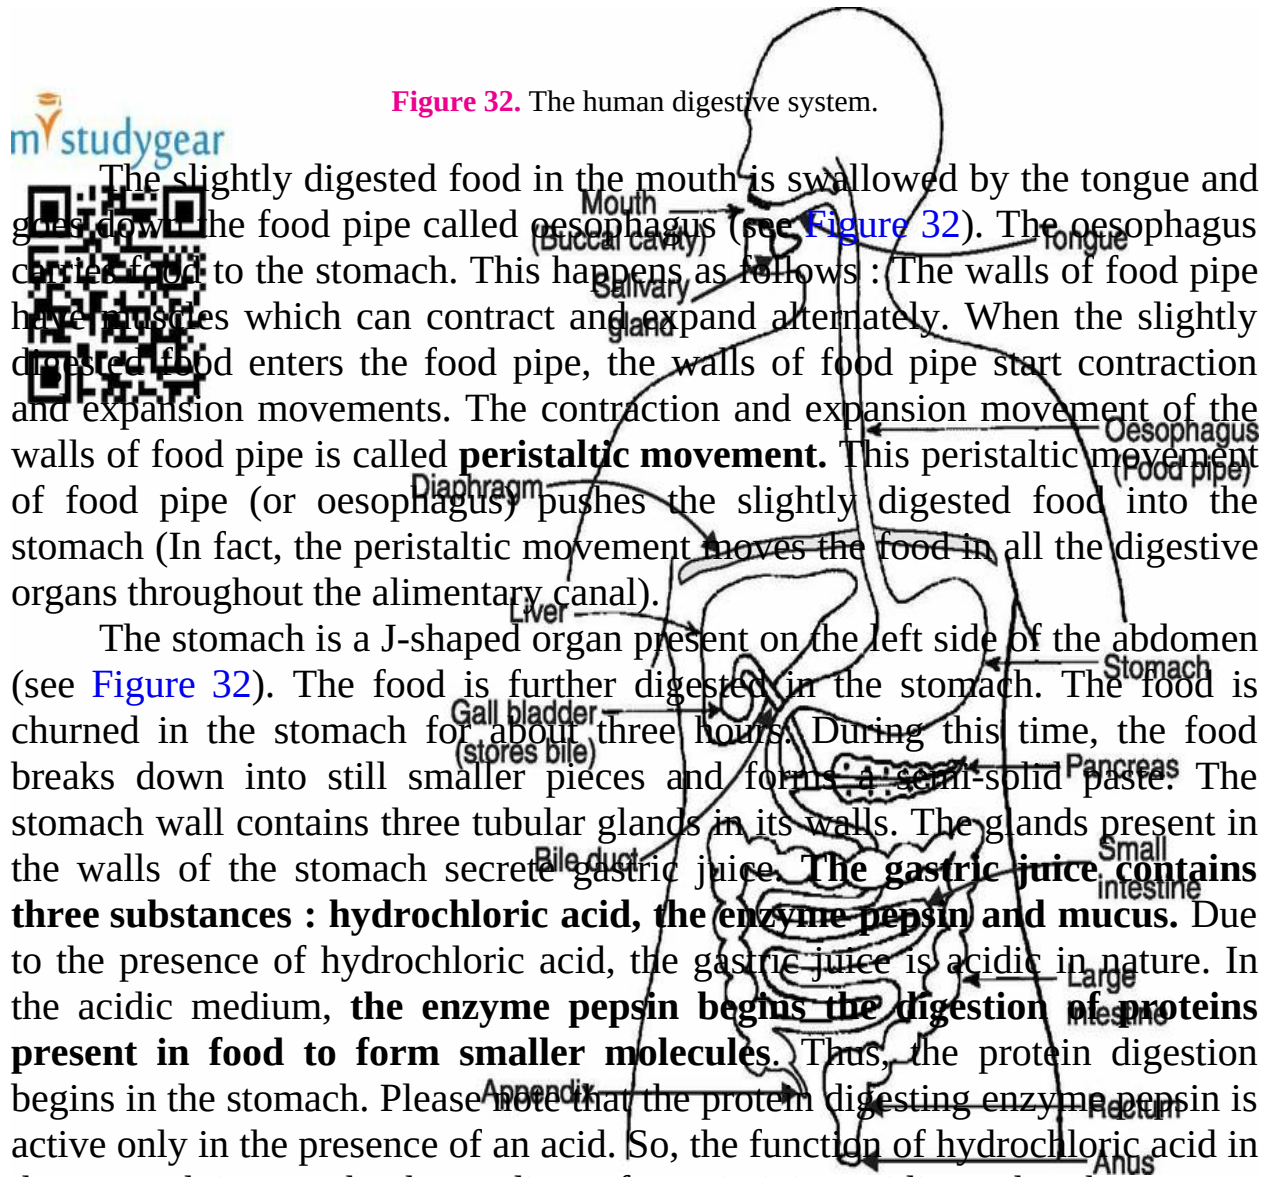 Figure 32. The human digestive system.
m studygear
The slightly digested food in the mouth is swallowed by the tongue and
goes down the food pipe called oesophagus (see Figure 32). The oesophagus
carries food to the stomach. This happens as follows : The walls of food pipe
have muscles which can contract and expand alternately. When the slightly
digested food enters the food pipe, the walls of food pipe start contraction
and expansion movements. The contraction and expansion movement of the
walls of food pipe is called peristaltic movement. This peristaltic movement
of food pipe (or oesophagus) pushes the slightly digested food into the
stomach (In fact, the peristaltic movement moves the food in all the digestive
organs throughout the alimentary canal).
The stomach is a J-shaped organ present on the left side of the abdomen
(see Figure 32). The food is further digested in the stomach. The food is
churned in the stomach for about three hours. During this time, the food
breaks down into still smaller pieces and forms a semi-solid paste. The
stomach wall contains three tubular glands in its walls. The glands present in
the walls of the stomach secrete gastric juice. The gastric juice contains
three substances : hydrochloric acid, the enzyme pepsin and mucus. Due
to the presence of hydrochloric acid, the gastric juice is acidic in nature. In
the acidic medium, the enzyme pepsin begins the digestion of proteins
present in food to form smaller molecules. Thus, the protein digestion
begins in the stomach. Please note that the protein digesting enzyme pepsin is
active only in the presence of an acid. So, the function of hydrochloric acid in
Mouth
(Buccal cavity)
Tongue
Salivary
gland
Oesophagus
(Food pipe)
Diaphragm
Liver
Stomach
Gall bladder
(stores bile)
Pancreas
Bile duct
Small
intestine
Large
intestine
Appendix
Rectum
Anus